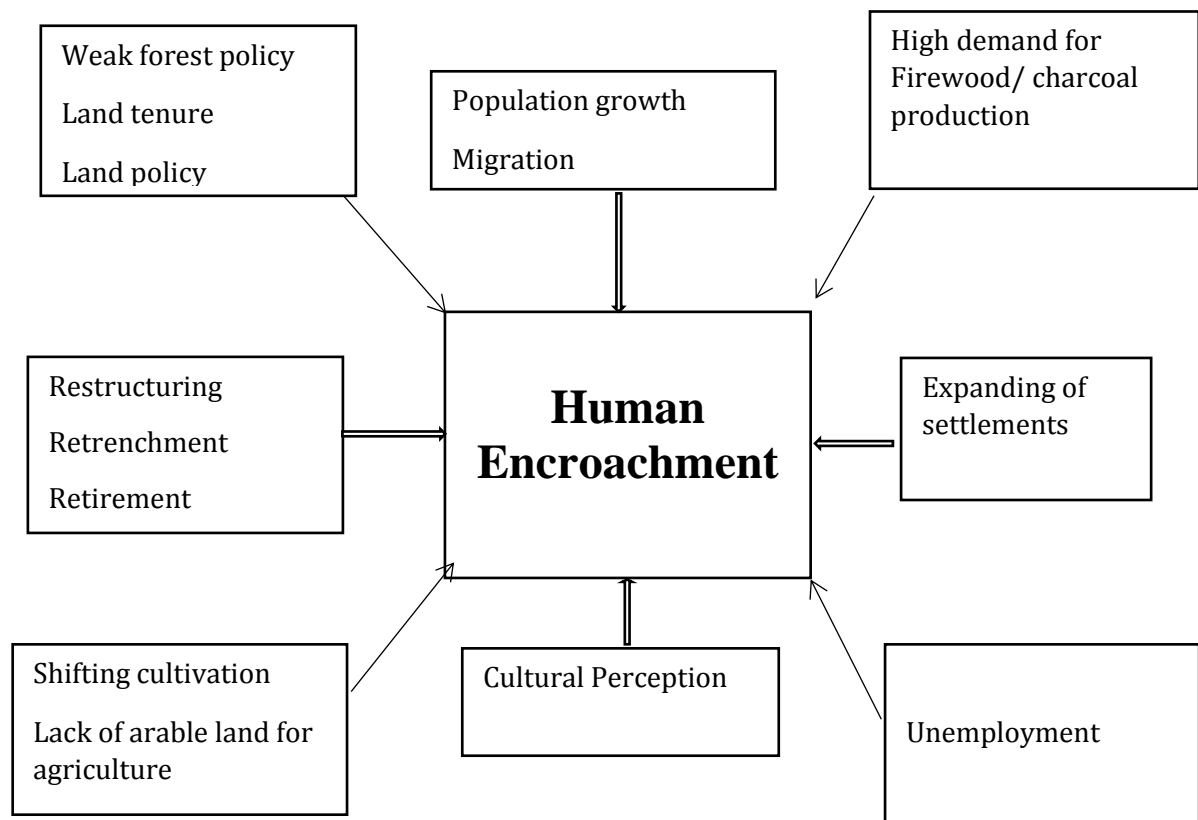 Weak forest policy
Land tenure
Land policy
Population growth
Migration
High demand for
Firewood/ charcoal
production
Restructuring
Retrenchment
Retirement
Human
Encroachment
Expanding of
settlements
Shifting cultivation
Lack of arable land for
agriculture
Cultural Perception
Unemployment